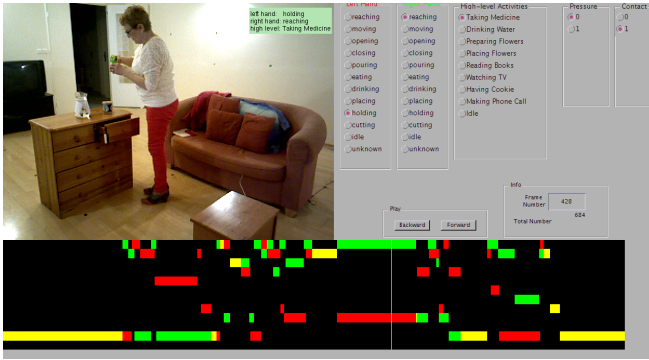 left hand: holding
right hand: reaching
high level: Taking Medicine
Left Hand
reaching
moving
opening
closing
pouring
eating
drinking
placing
holding
cutting
idle
unknown
reaching
moving
opening
closing
pouring
eating
drinking
placing
holding
cutting
idle
unknown
High-level Activities
Taking Medicine
Drinking Water
Preparing Flowers
Placing Flowers
Reading Books
Watching TV
Having Cookie
Making Phone Call
Idle
Pressure
0
1
Contact
0
1
Play
Backward
Forward
Info
Frame
Number
428
684
Total Number